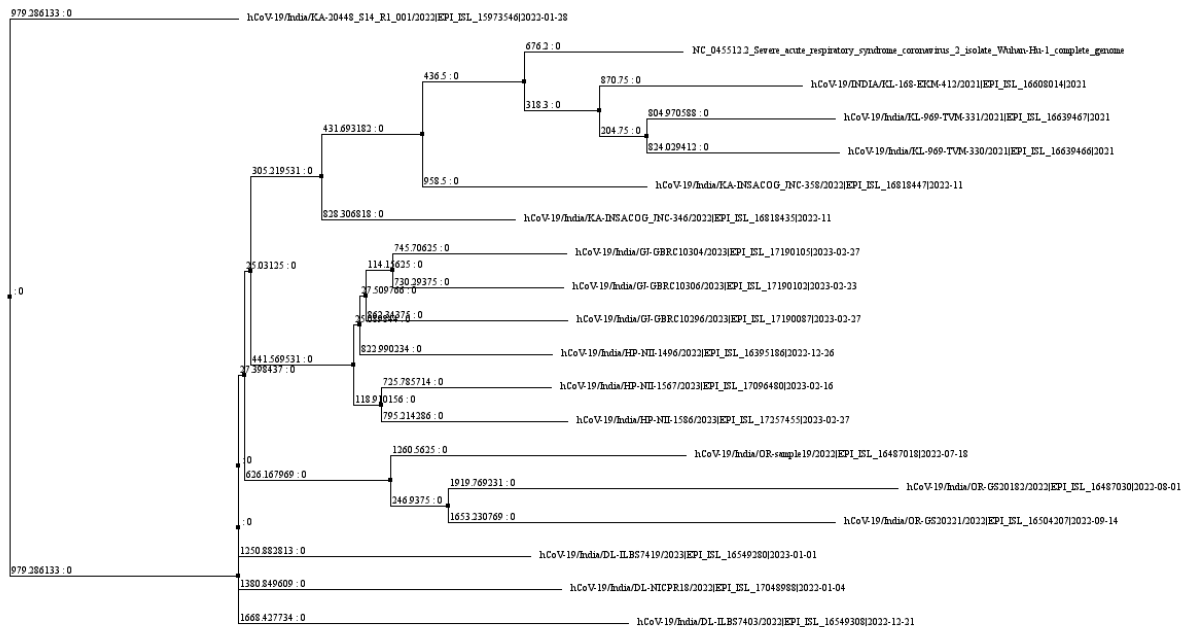 979.286133 : 0
hCoV-19/India/KA-20448_S14_R1_001/2022|EPI_ISL_15973546|2022-01-28
676.2 : 0
NC_045512.2_Severe_acute_respiratory_syndrome_coronavirus_2_isolate_Wuhan-Hu-1_complete_genome
436.5 : 0
870.75 : 0
hCoV-19/INDIA/KL-168-EKM-412/2021|EPI_ISL_16608014|2021
318.3 : 0
804.970588 : 0
hCoV-19/India/KL-969-TVM-331/2021|EPI_ISL_16639467|2021
431.693182 : 0
204.75 : 0
824.029412 : 0
hCoV-19/India/KL-969-TVM-330/2021|EPI_ISL_16639466|2021
305.219531 : 0
958.5 : 0
hCoV-19/India/KA-INSACOG_JNC-358/2022|EPI_ISL_16818447|2022-11
828.306818 : 0
hCoV-19/India/KA-INSACOG_JNC-346/2022|EPI_ISL_16818435|2022-11
745.70625 : 0
hCoV-19/India/GJ-GBRC10304/2023|EPI_ISL_17190105|2023-02-27
25.03125 : 0
114.15625 : 0
730.29375 : 0
hCoV-19/India/GJ-GBRC10306/2023|EPI_ISL_17190102|2023-02-23
: 0
27.509766 : 0
862.34375 : 0
hCoV-19/India/GJ-GBRC10296/2023|EPI_ISL_17190087|2023-02-27
822.990234 : 0
hCoV-19/India/HP-NII-1496/2022|EPI_ISL_16395186|2022-12-26
441.569531 : 0
27.398437 : 0
725.785714 : 0
hCoV-19/India/HP-NII-1567/2023|EPI_ISL_17096480|2023-02-16
118.910156 : 0
795.214286 : 0
hCoV-19/India/HP-NII-1586/2023|EPI_ISL_17257455|2023-02-27
1260.5625 : 0
hCoV-19/India/OR-sample19/2022|EPI_ISL_16487018|2022-07-18
: 0
626.167969 : 0
1919.769231 : 0
hCoV-19/India/OR-GS20182/2022|EPI_ISL_16487030|2022-08-01
246.9375 : 0
1653.230769 : 0
hCoV-19/India/OR-GS20221/2022|EPI_ISL_16504207|2022-09-14
: 0
1250.882813 : 0
hCoV-19/India/DL-ILBS7419/2023|EPI_ISL_16549280|2023-01-01
979.286133 : 0
1380.849609 : 0
hCoV-19/India/DL-NICPR18/2022|EPI_ISL_17048988|2022-01-04
1668.427734 : 0
hCoV-19/India/DL-ILBS7403/2022|EPI_ISL_16549308|2022-12-21